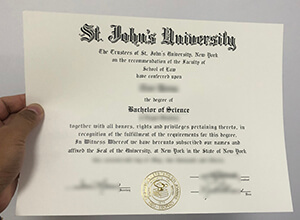 St. John's University
The Trustees of St. John's University, New York
on the recommendation of the Faculty of
School of Law
have conferred upon
the degree of
Bachelor of Science
together with all honors, rights and privileges pertaining thereto, in
recognition of the fulfillment of the requirements for this degree.
In Witness Whereof we have hereunto subscribed our names and
affixed the Seal of the University, at New York in the State of New York.